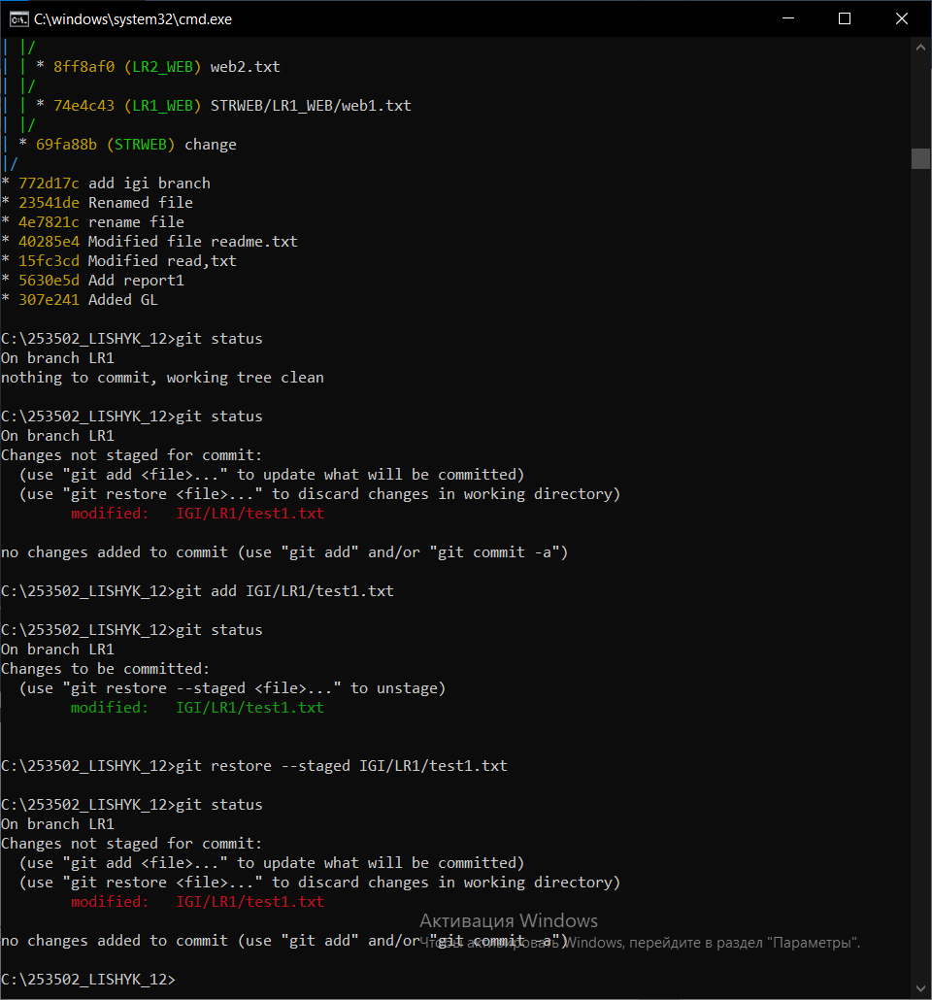 C:\windows\system32\cmd.exe
| |/
| | * 8ff8af0 (LR2_WEB) web2.txt
| |/
| | * 74e4c43 (LR1_WEB) STRWEB/LR1_WEB/web1.txt
| |/
| * 69fa88b (STRWEB) change
|/
* 772d17c add igi branch
* 23541de Renamed file
* 4e7821c rename file
* 40285e4 Modified file readme.txt
* 15fc3cd Modified read,txt
* 5630e5d Add report1
* 307e241 Added GL
C:\253502_LISHYK_12>git status
On branch LR1
nothing to commit, working tree clean
C:\253502_LISHYK_12>git status
On branch LR1
Changes not staged for commit:
  (use "git add <file>..." to update what will be committed)
  (use "git restore <file>..." to discard changes in working directory)
        modified:   IGI/LR1/test1.txt
no changes added to commit (use "git add" and/or "git commit -a")
C:\253502_LISHYK_12>git add IGI/LR1/test1.txt
C:\253502_LISHYK_12>git status
On branch LR1
Changes to be committed:
  (use "git restore --staged <file>..." to unstage)
        modified:   IGI/LR1/test1.txt
C:\253502_LISHYK_12>git restore --staged IGI/LR1/test1.txt
C:\253502_LISHYK_12>git status
On branch LR1
Changes not staged for commit:
  (use "git add <file>..." to update what will be committed)
  (use "git restore <file>..." to discard changes in working directory)
        modified:   IGI/LR1/test1.txt
Активация Windows
no changes added to commit (use "git add" and/or "git commit -a")
Чтобы активировать Windows, перейдите в раздел "Параметры".
C:\253502_LISHYK_12>